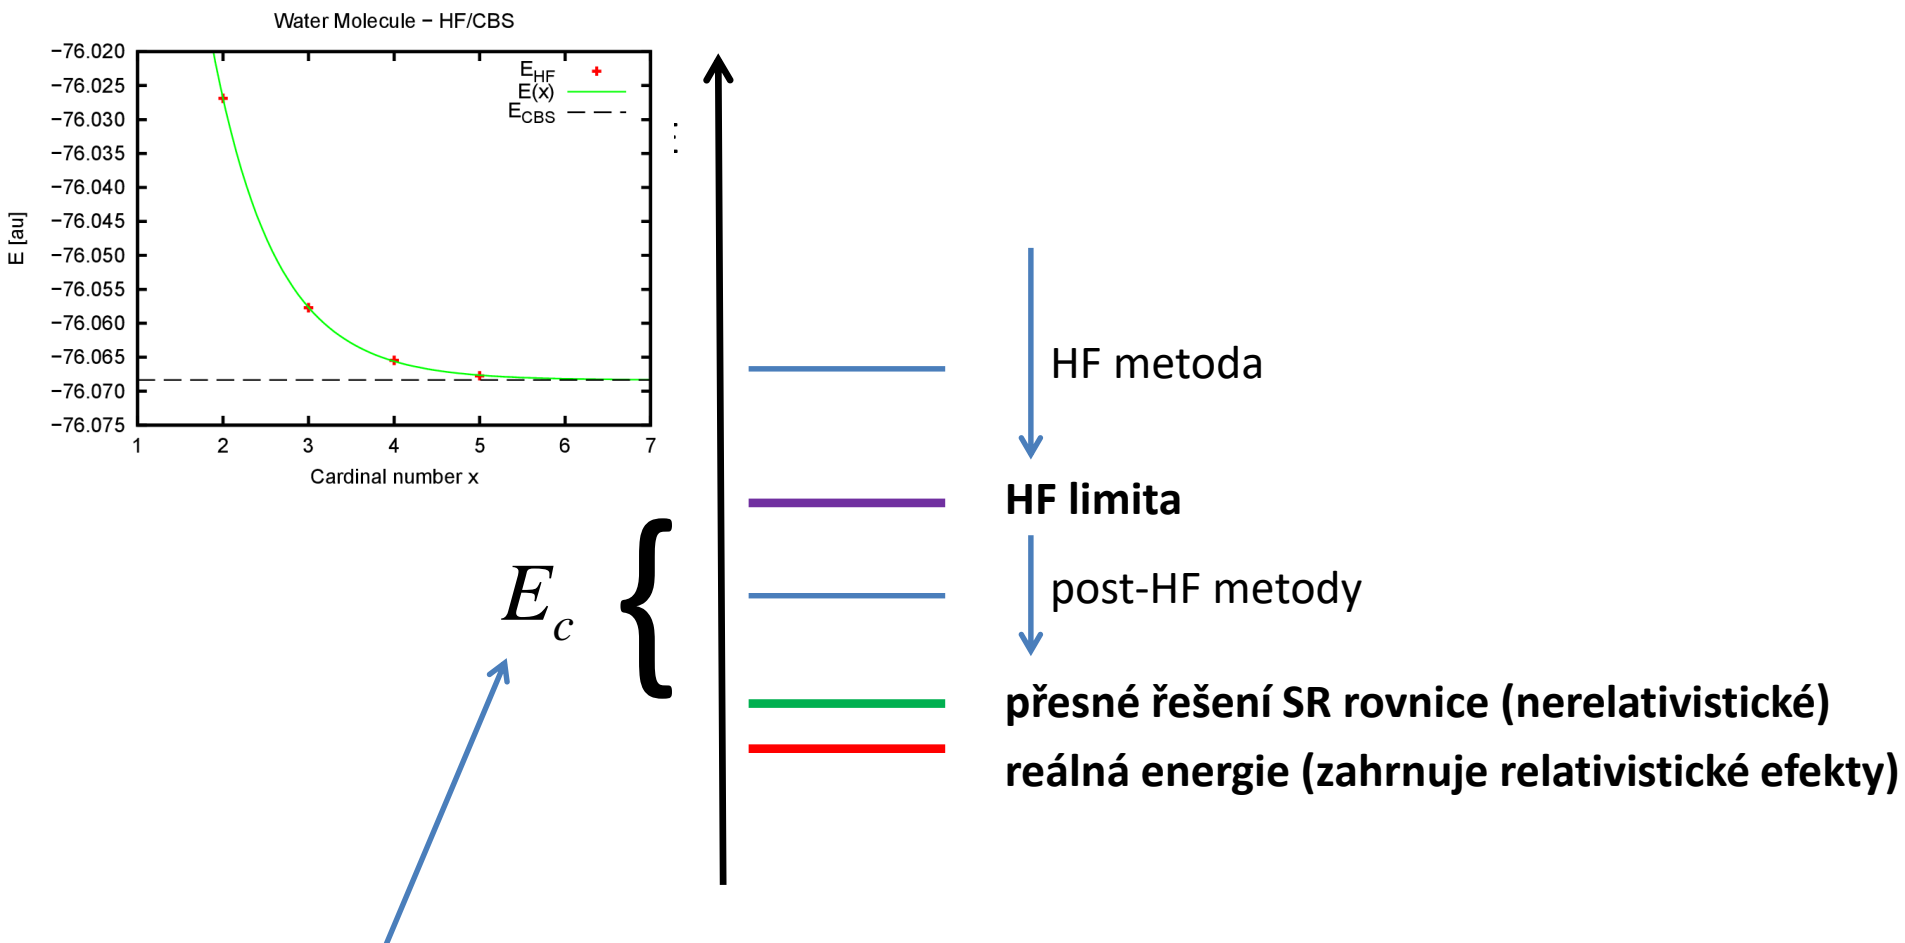 Water Molecule − HF/CBS
−76.020
−76.025
−76.030
−76.035
−76.040
−76.045
−76.050
−76.055
−76.060
−76.065
−76.070
−76.075
E [au]
1 2 3 4 5 6 7
Cardinal number x
E_HF
E(x)
E_CBS
HF metoda
HF limita
E_c {
post-HF metody
přesné řešení SR rovnice (nerelativistické)
reálná energie (zahrnuje relativistické efekty)